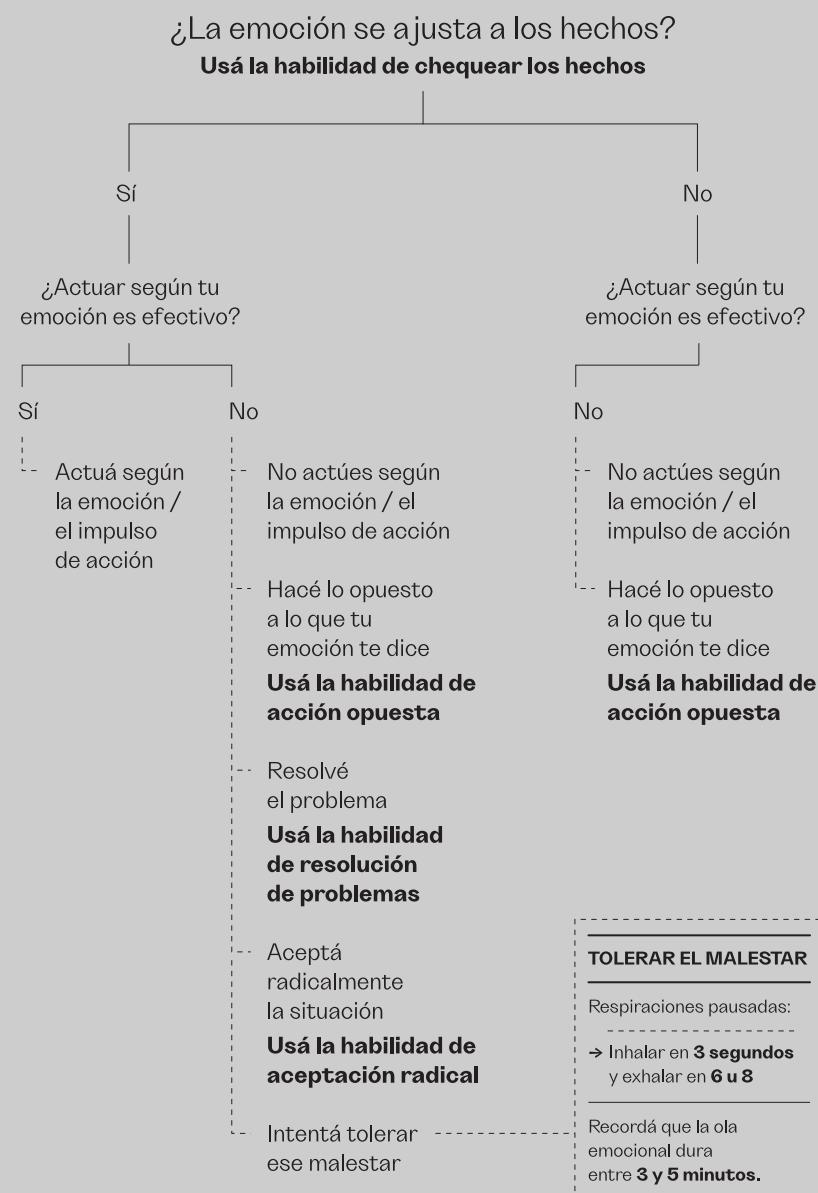 ¿La emoción se ajusta a los hechos?
Usá la habilidad de chequear los hechos
Sí
No
¿Actuar según tu
emoción es efectivo?
¿Actuar según tu
emoción es efectivo?
Sí
No
No
Actuá según
la emoción /
el impulso
de acción
No actúes según
la emoción / el
impulso de acción
Hacé lo opuesto
a lo que tu
emoción te dice
Usá la habilidad de
acción opuesta
Resolvé
el problema
Usá la habilidad
de resolución
de problemas
Aceptá
radicalmente
la situación
Usá la habilidad de
aceptación radical
Intentá tolerar
ese malestar
No actúes según
la emoción / el
impulso de acción
Hacé lo opuesto
a lo que tu
emoción te dice
Usá la habilidad de
acción opuesta
TOLERAR EL MALESTAR
Respiraciones pausadas:
→ Inhalar en 3 segundos
y exhalar en 6 u 8
Recordá que la ola
emocional dura
entre 3 y 5 minutos.